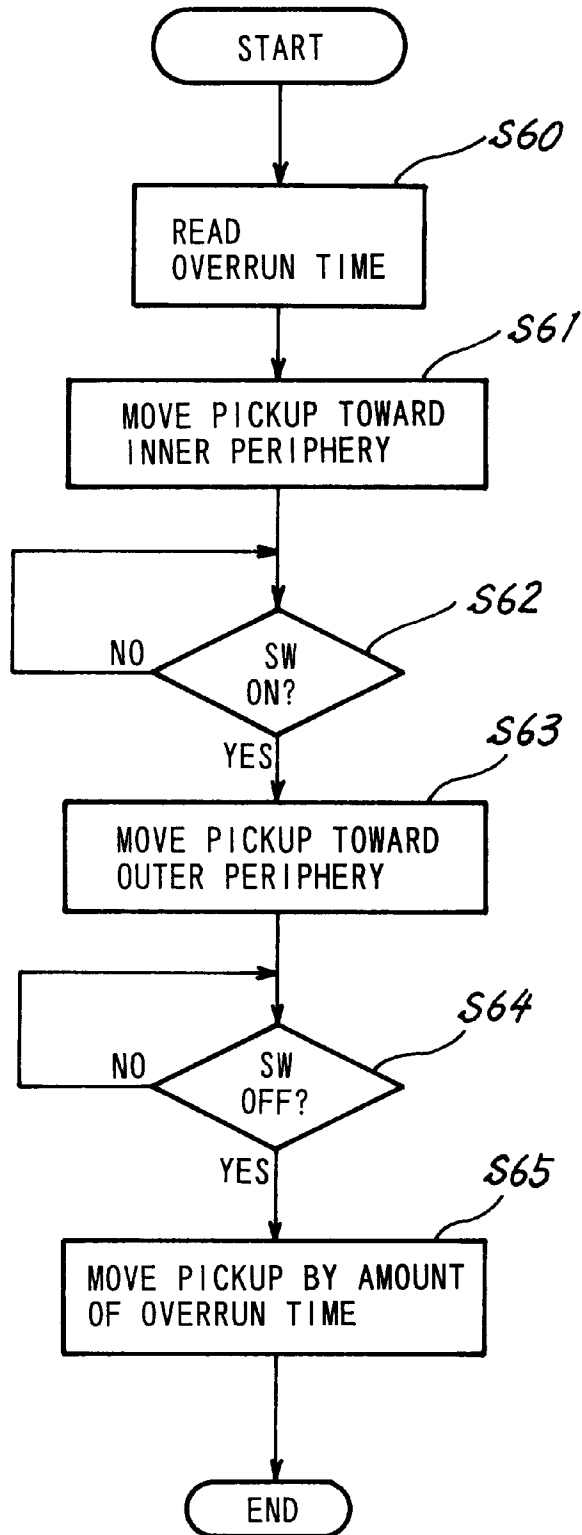 START
S60
READ
OVERRUN TIME
S61
MOVE PICKUP TOWARD
INNER PERIPHERY
S62
NO
SW
ON?
YES
S63
MOVE PICKUP TOWARD
OUTER PERIPHERY
S64
NO
SW
OFF?
YES
S65
MOVE PICKUP BY AMOUNT
OF OVERRUN TIME
END